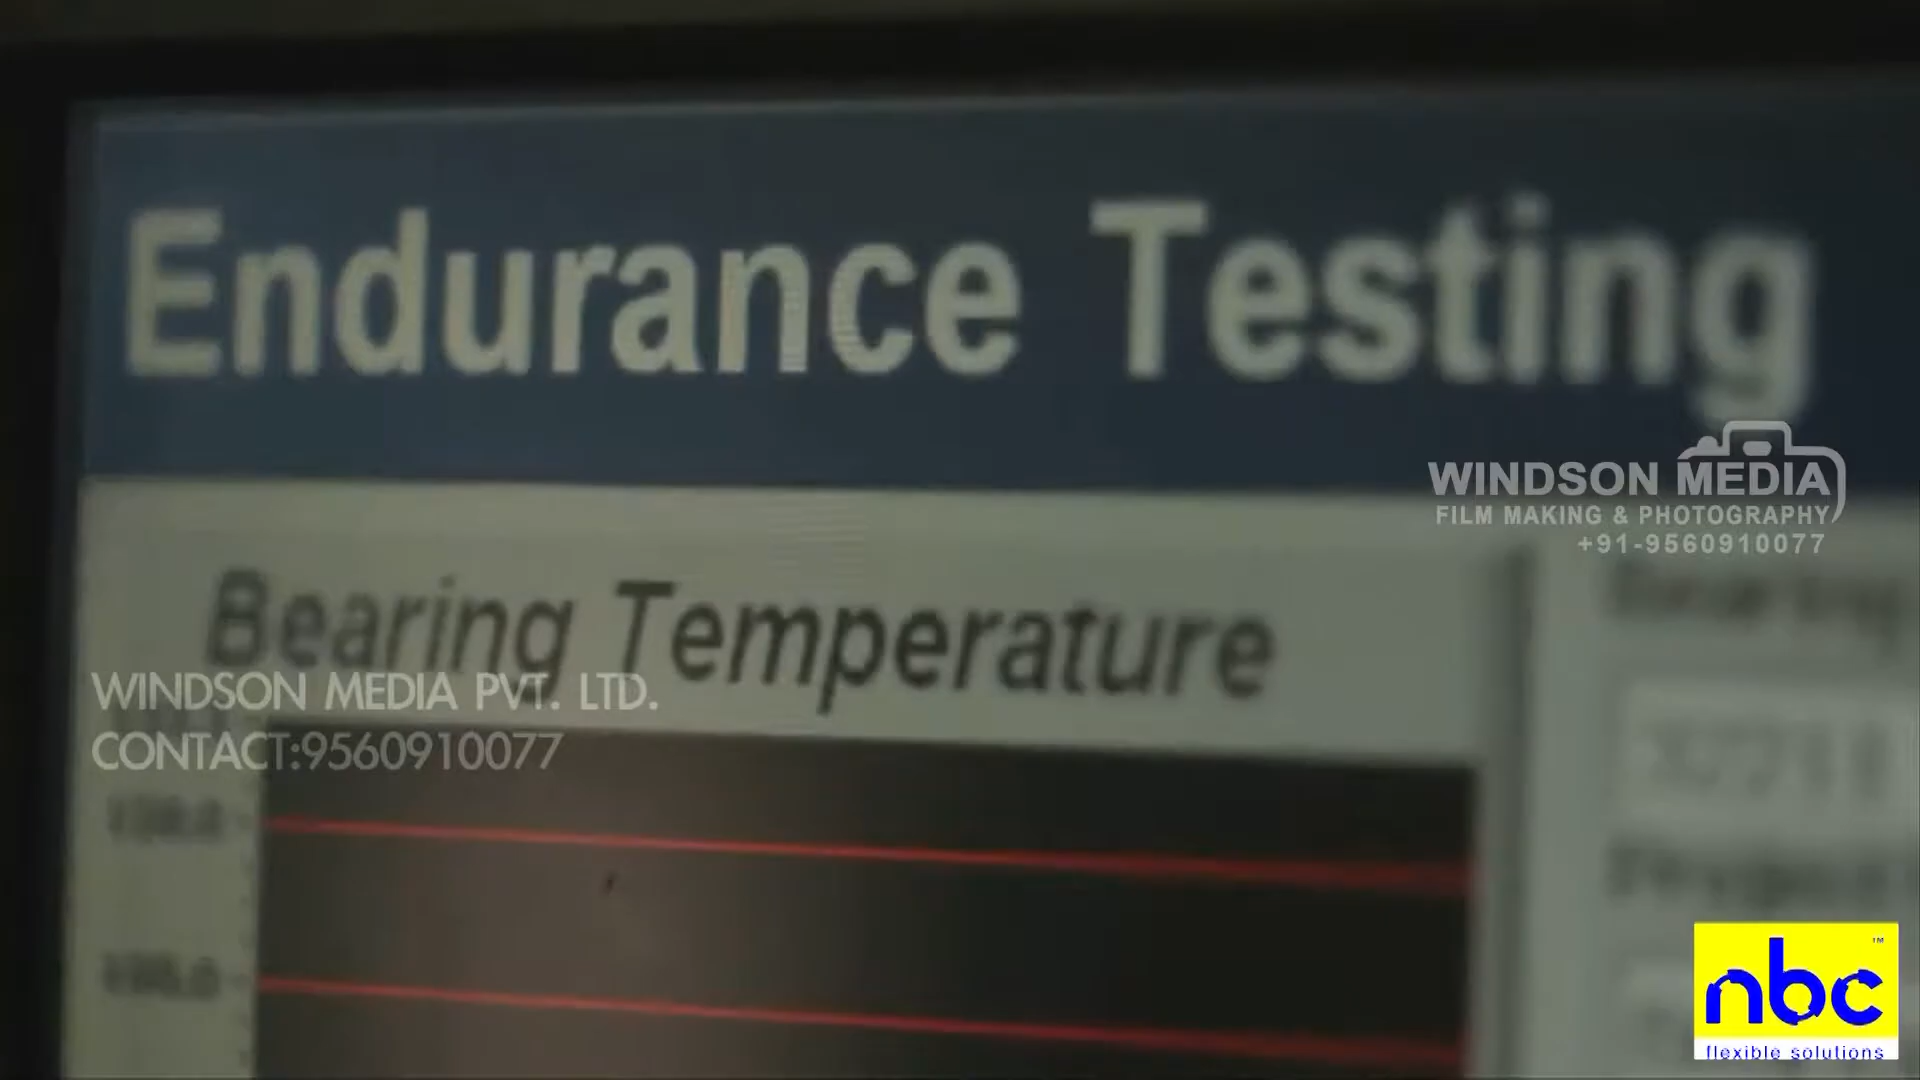 Endurance Testing
WINDSON MEDIA
FILM MAKING & PHOTOGRAPHY
+91-9560910077
Bearing Temperature
WINDSON MEDIA PVT. LTD.
CONTACT:9560910077
nbc™
flexible solutions